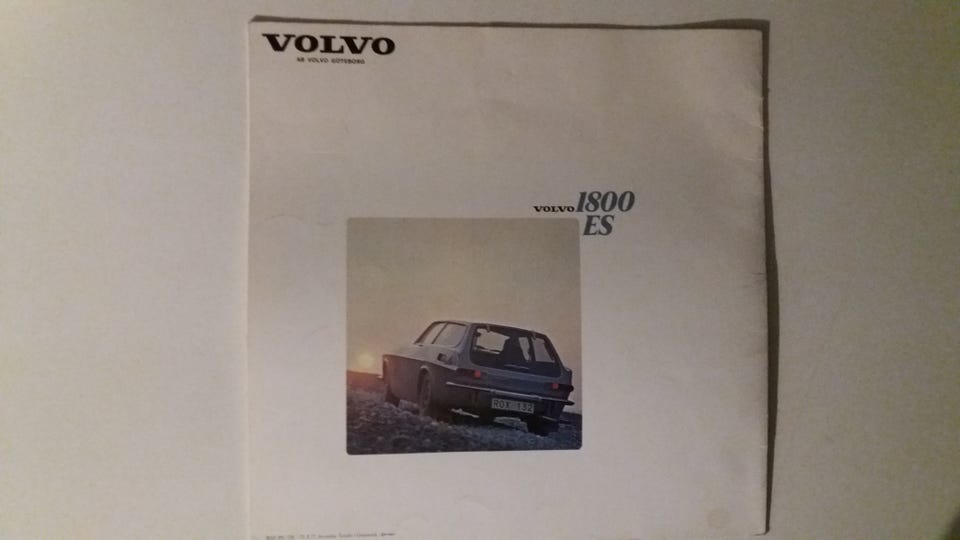 VOLVO
AB VOLVO GÖTEBORG
VOLVO 1800
ES
ROX 132